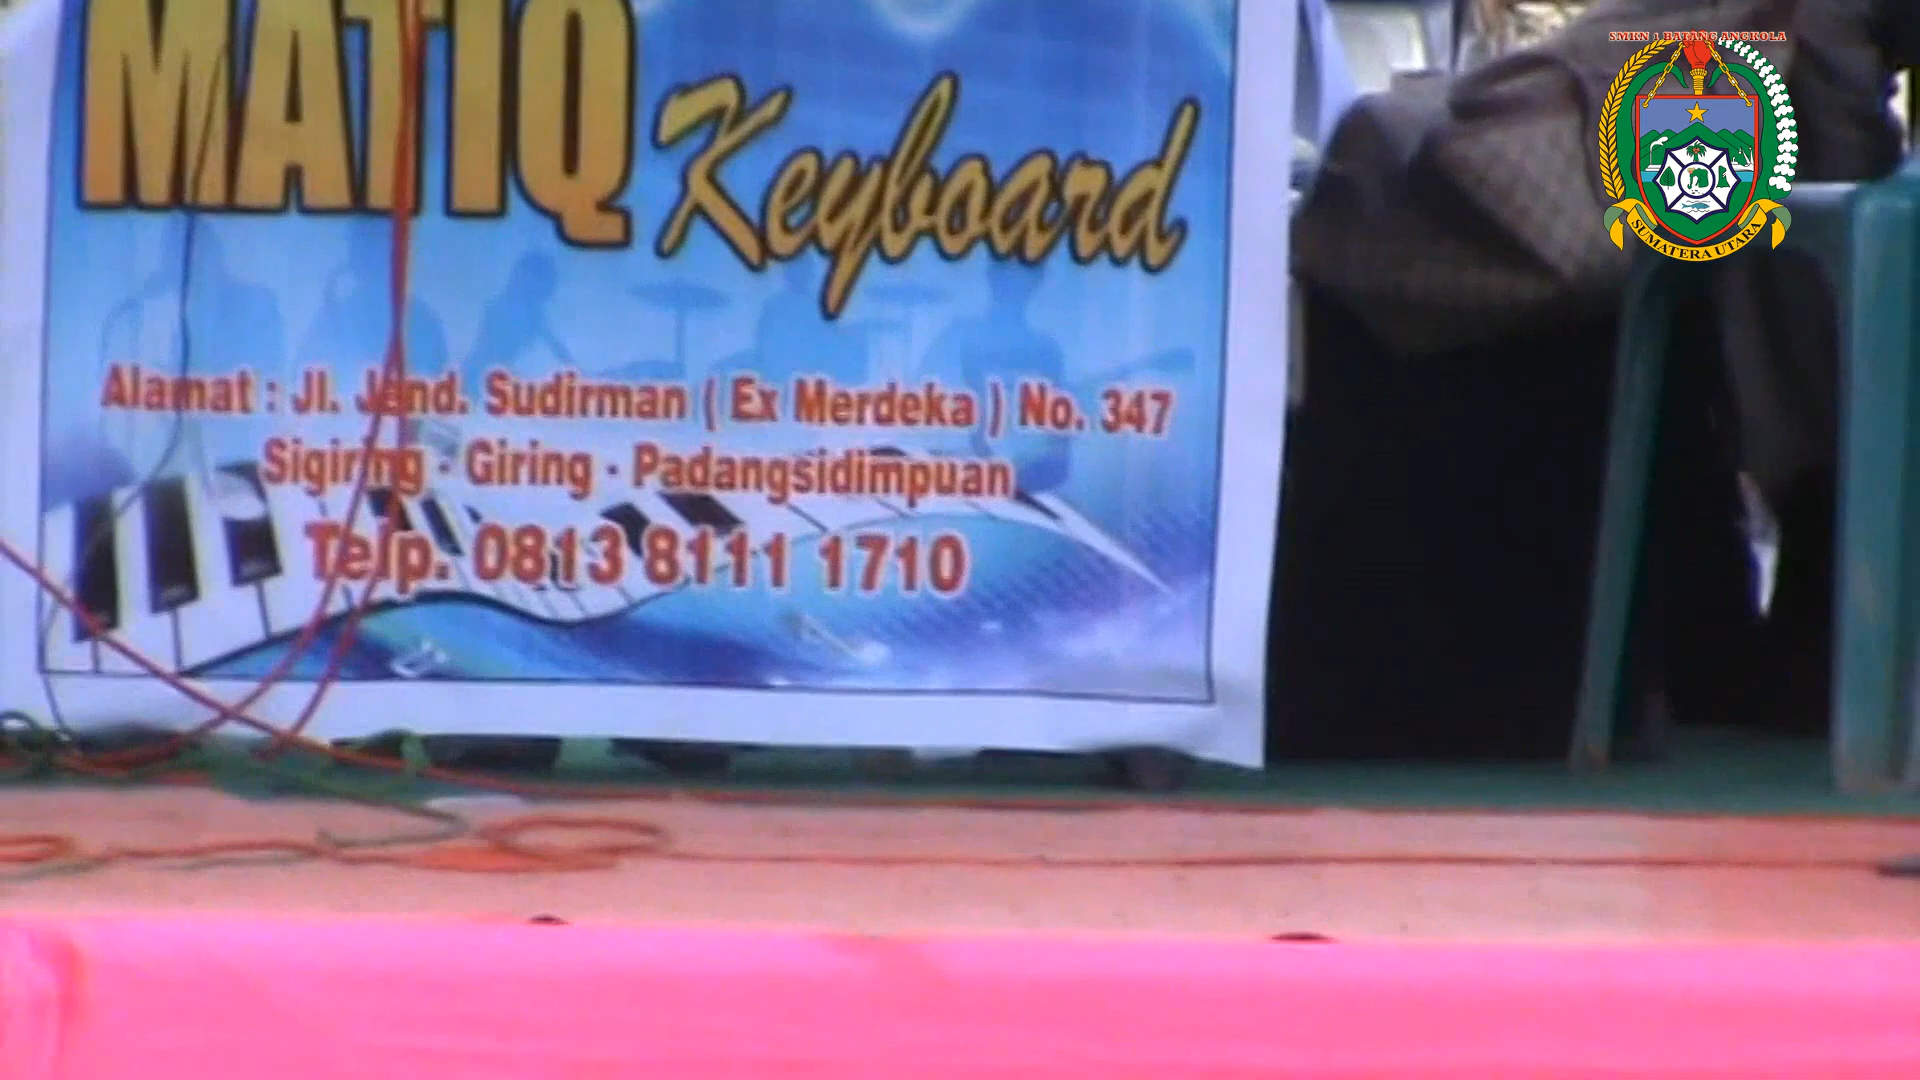 SMKN 1 BATANG ANGKOLA
SUMATERA UTARA
MATIQ Keyboard
Alamat : Jl. Jend. Sudirman ( Ex Merdeka ) No. 347
Sigiring - Giring - Padangsidimpuan
Telp. 0813 8111 1710